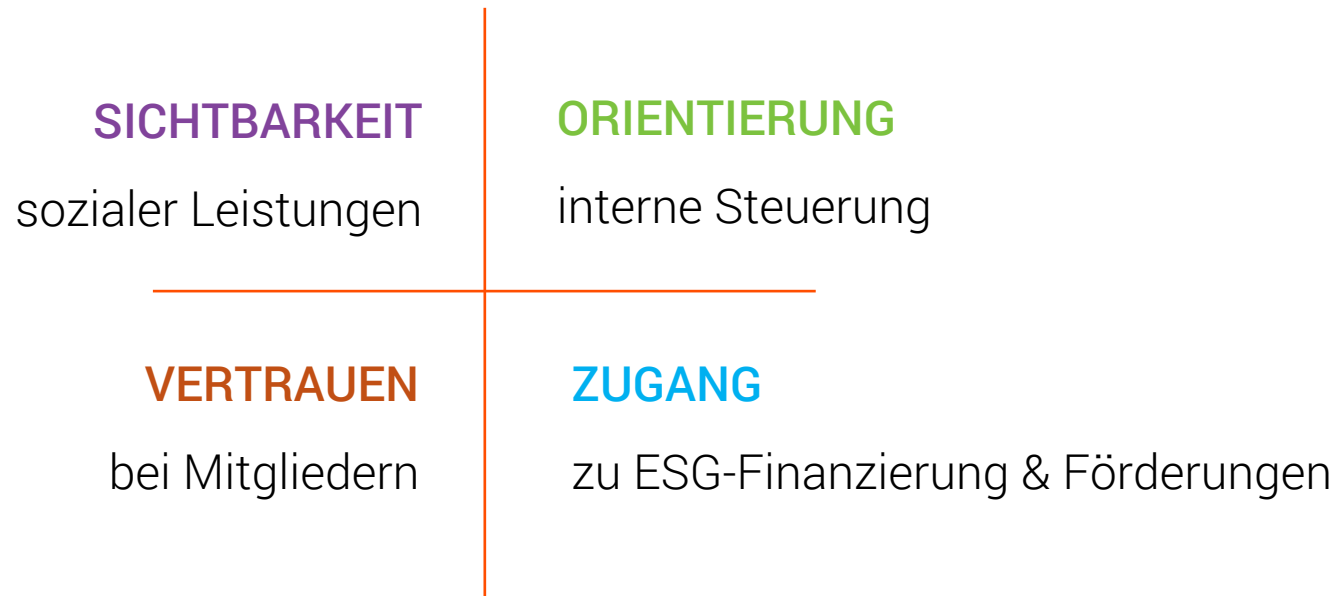 SICHTBARKEIT
sozialer Leistungen
ORIENTIERUNG
interne Steuerung
VERTRAUEN
bei Mitgliedern
ZUGANG
zu ESG-Finanzierung & Förderungen